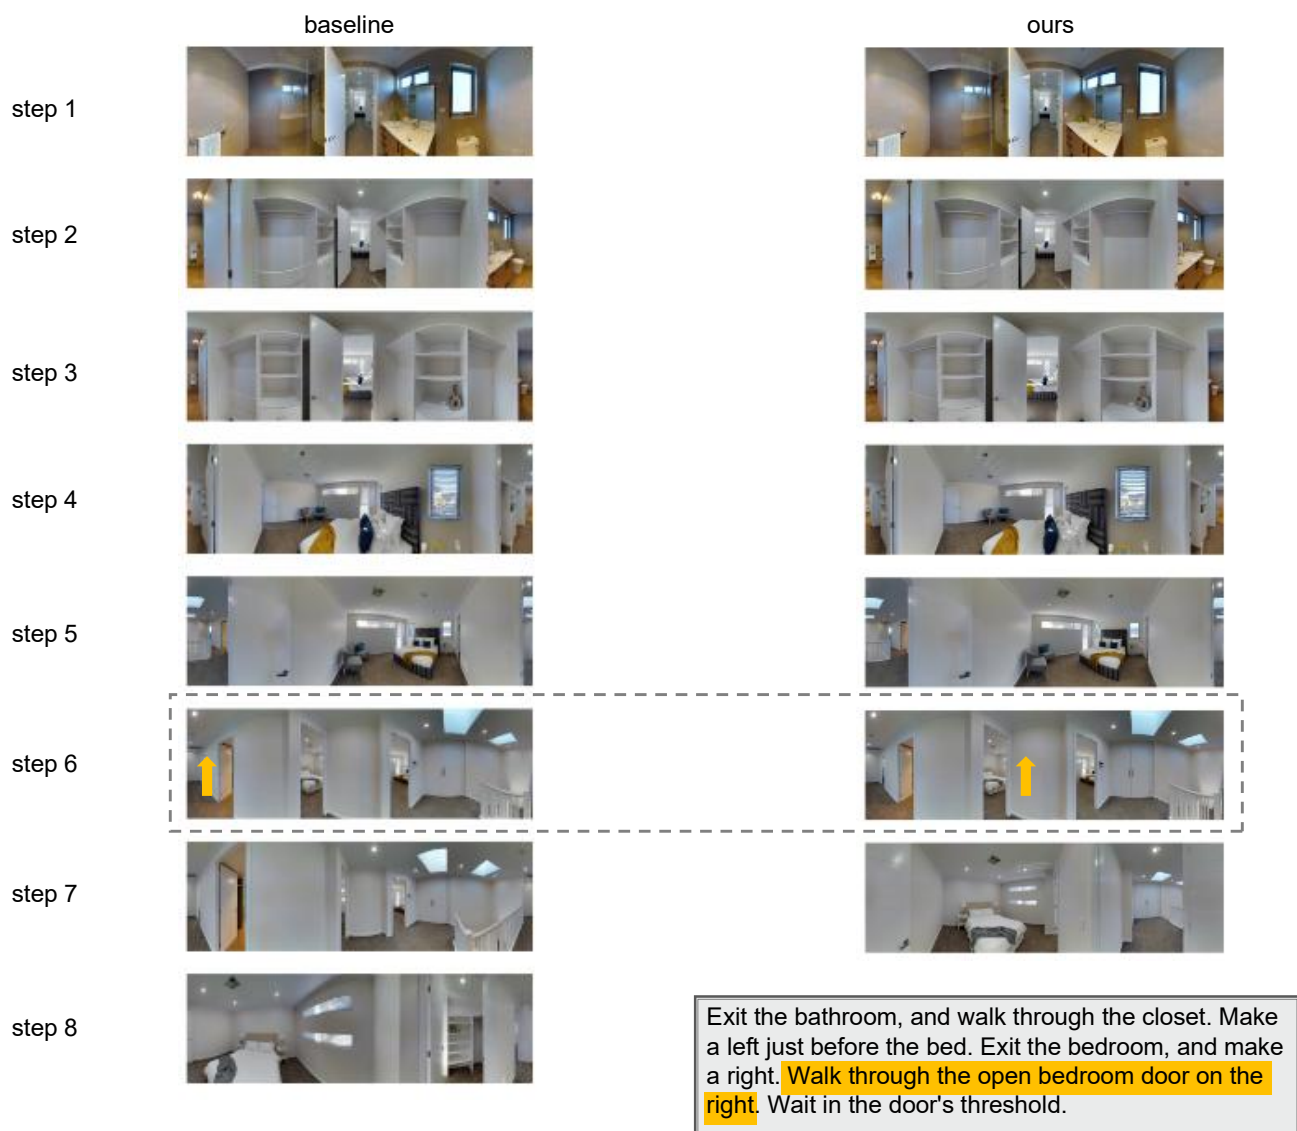 baseline
ours
step 1
step 2
step 3
step 4
step 5
step 6
step 7
step 8
Exit the bathroom, and walk through the closet. Make
a left just before the bed. Exit the bedroom, and make
a right. Walk through the open bedroom door on the
right. Wait in the door's threshold.